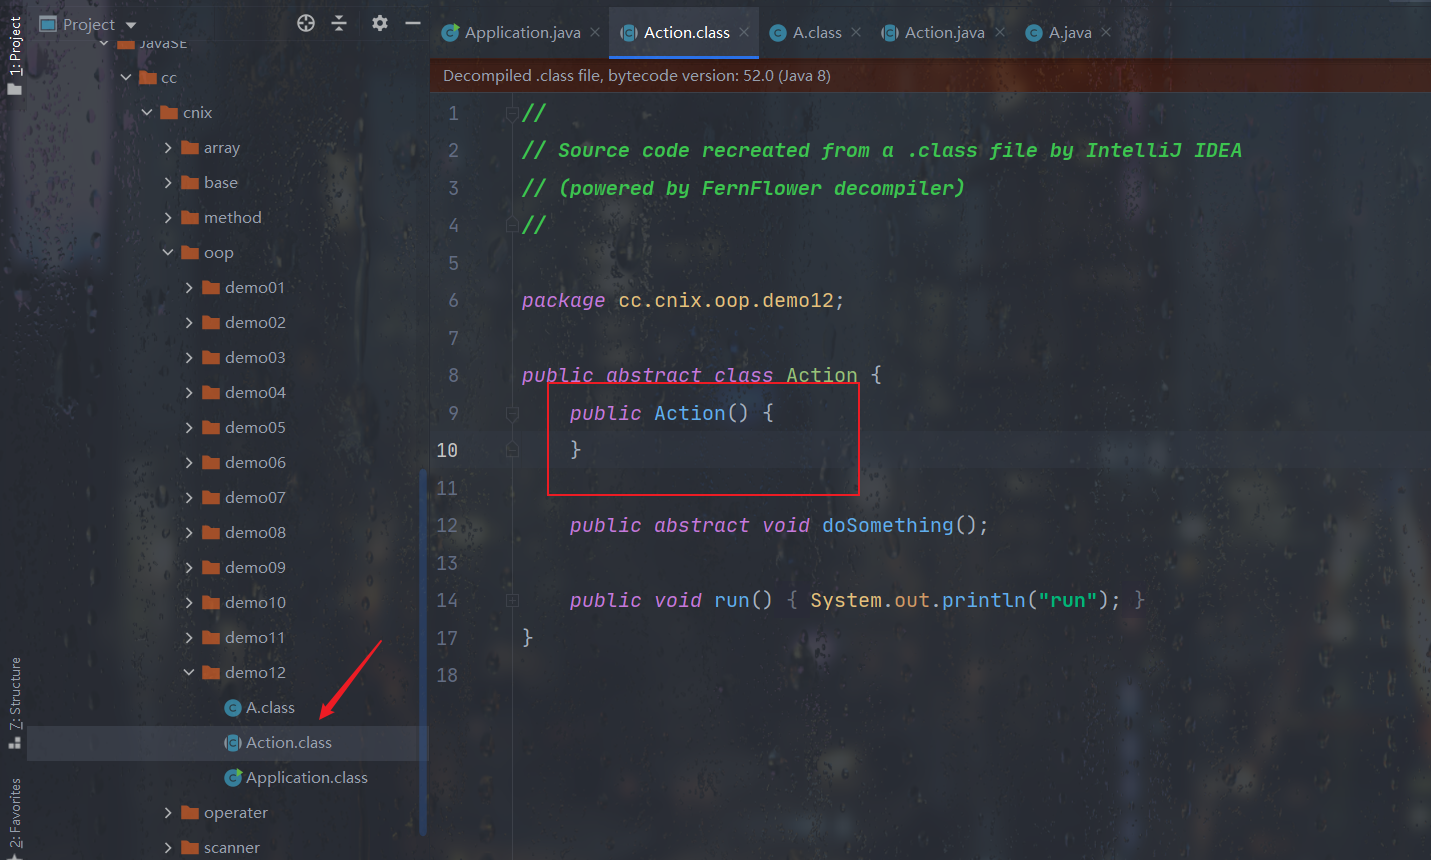 1: Project
Project
JavaSE
cc
cnix
array
base
method
oop
demo01
demo02
demo03
demo04
demo05
demo06
demo07
demo08
demo09
demo10
demo11
demo12
A.class
Action.class
Application.class
operater
scanner
7: Structure
2: Favorites
Application.java
Action.class
A.class
Action.java
A.java
Decompiled .class file, bytecode version: 52.0 (Java 8)
1 //
2 // Source code recreated from a .class file by IntelliJ IDEA
3 // (powered by FernFlower decompiler)
4 //
5
6 package cc.cnix.oop.demo12;
7
8 public abstract class Action {
9 public Action() {
10 }
11
12 public abstract void doSomething();
13
14 public void run() { System.out.println("run"); }
17 }
18